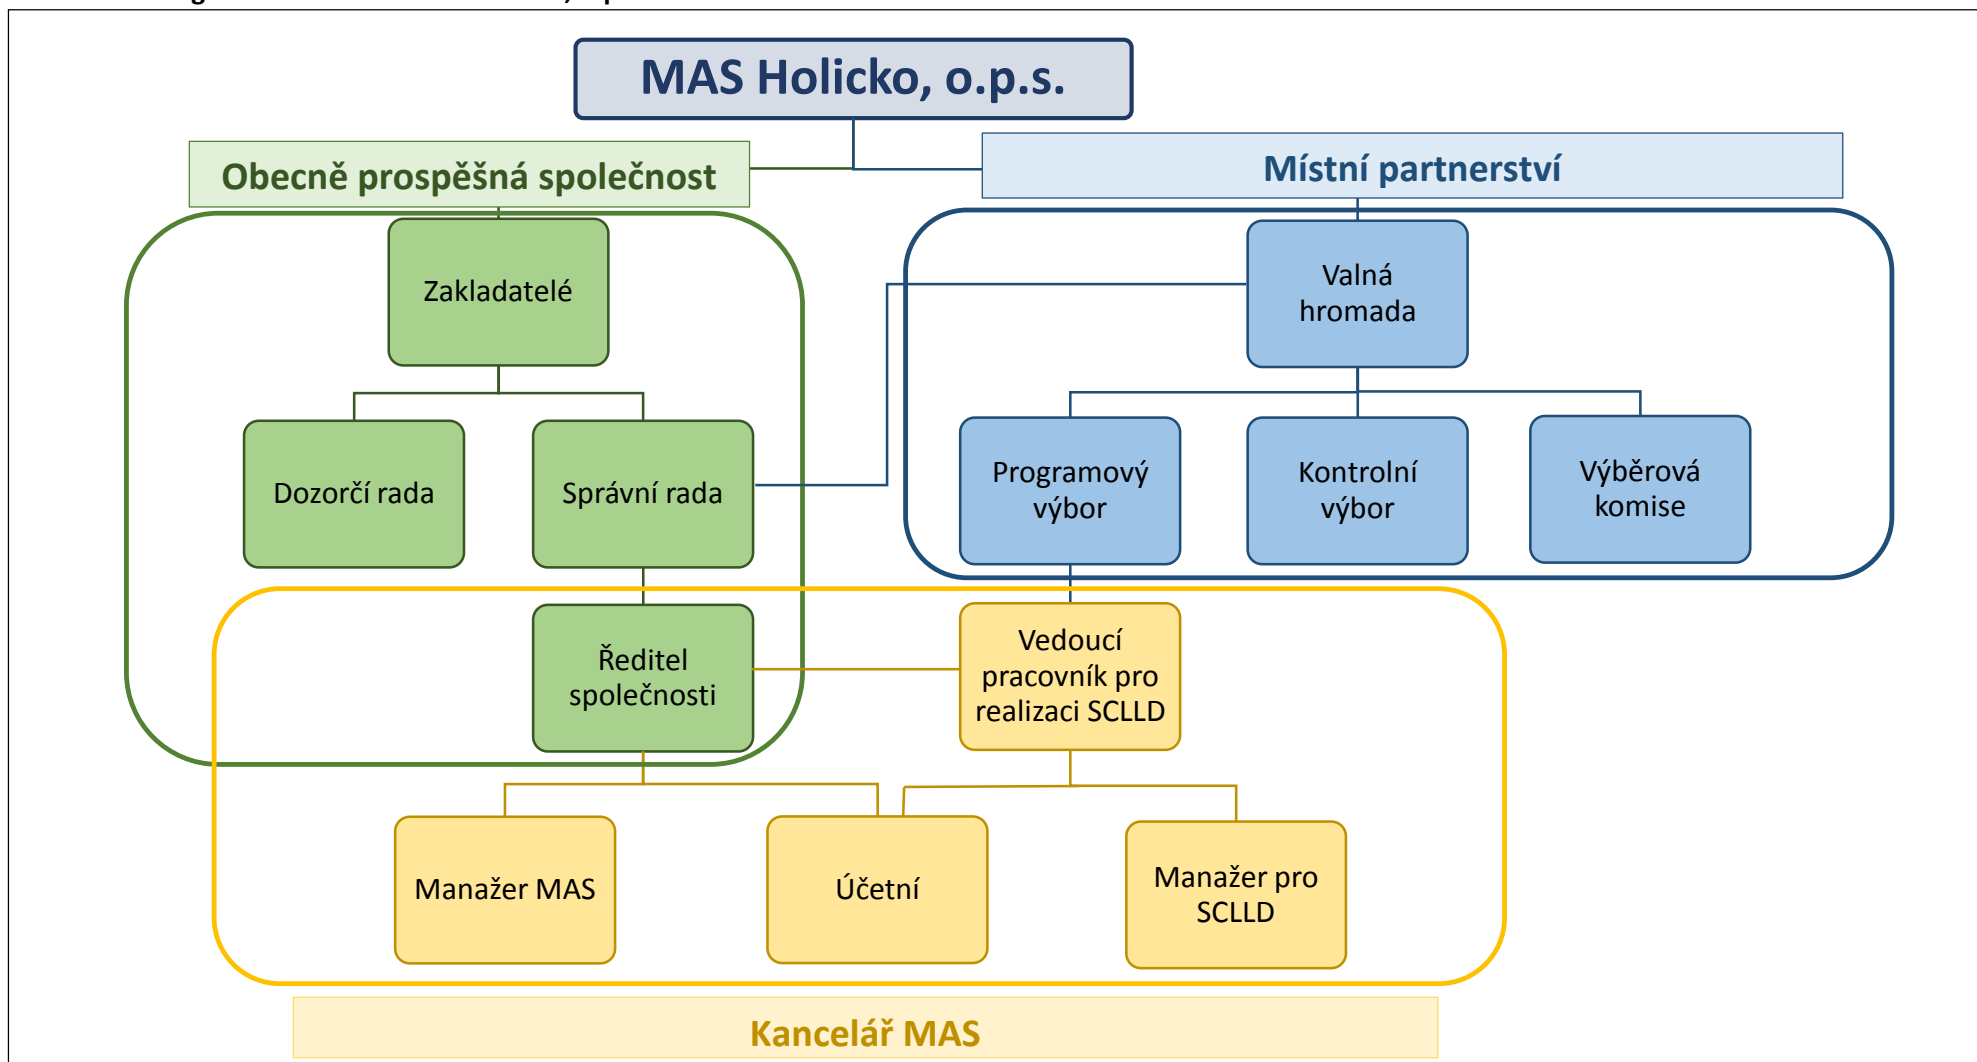 MAS Holicko, o.p.s.
Obecně prospěšná společnost
Místní partnerství
Zakladatelé
Valná
hromada
Dozorčí rada
Správní rada
Programový
výbor
Kontrolní
výbor
Výběrová
komise
Ředitel
společnosti
Vedoucí
pracovník pro
realizaci SCLLD
Manažer MAS
Účetní
Manažer pro
SCLLD
Kancelář MAS